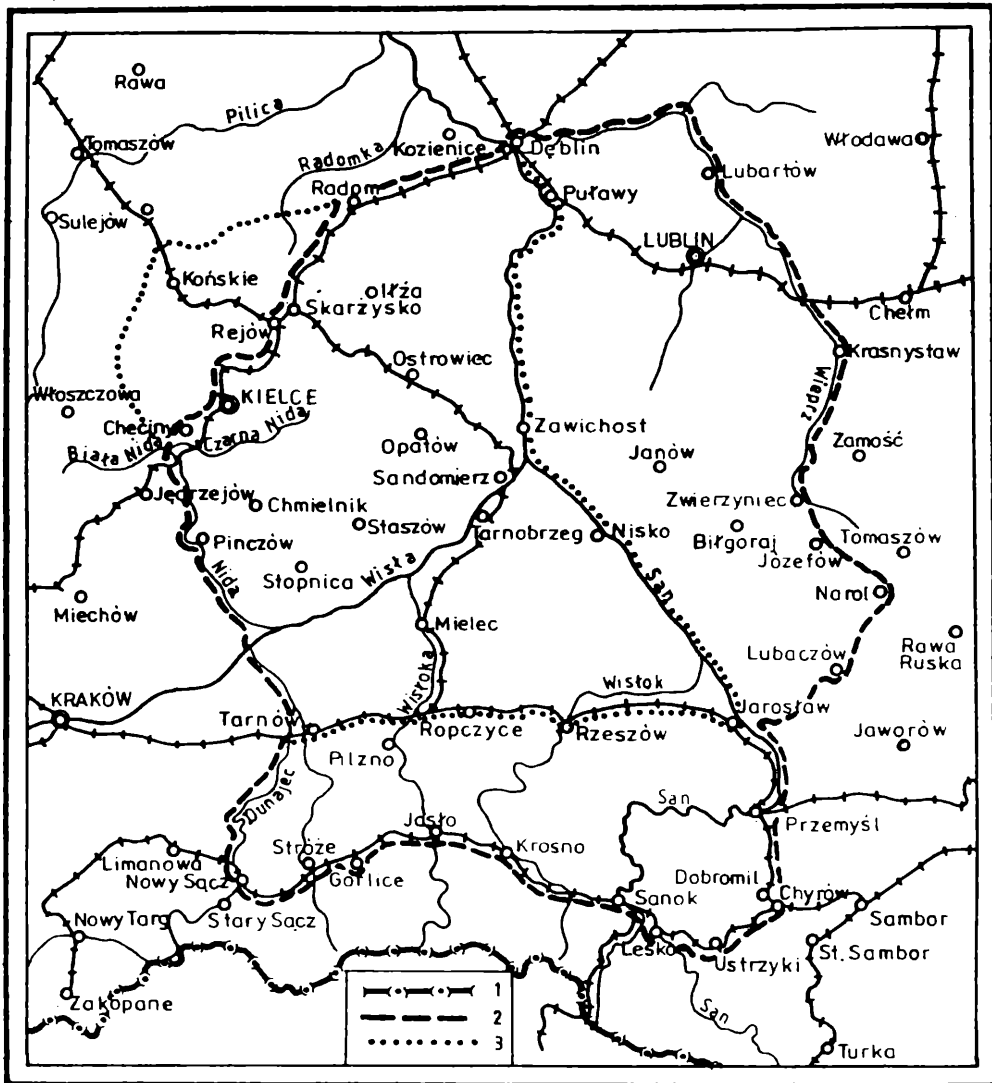 Rawa
Pilica
Tomaszów
Kozienice
Dęblin
Włodawa
Radomka
Radom
Lubartów
Puławy
Sulejów
LUBLIN
Końskie
Iłża
Skarżysko
Chełm
Rejów
Ostrowiec
Krasnystaw
Włoszczowa
KIELCE
Wieprz
Checiny
Czarna Nida
Biała Nida
Zawichost
Opatów
Janów
Zamość
Sandomierz
Jędrzejów
Chmielnik
Zwierzyniec
Staszów
Tarnobrzeg
Nisko
Biłgoraj
Tomaszów
Pinczów
Józefów
Nida
Stopnica
Wisła
San
Miechów
Narol
Mielec
Rawa
Ruska
Lubaczów
Wisłoka
Wisłok
KRAKÓW
Tarnów
Ropczyce
Rzeszów
Jarosław
Jaworów
Pilzno
Dunajec
San
Przemyśl
Jasło
Stróże
Krosno
Limanowa
Gorlice
Nowy Sącz
Dobromil
Chyrów
Sanok
Stary Sącz
Sambor
Nowy Targ
Lesko
Ustrzyki
St. Sambor
Zakopane
San
Turka
1
2
3